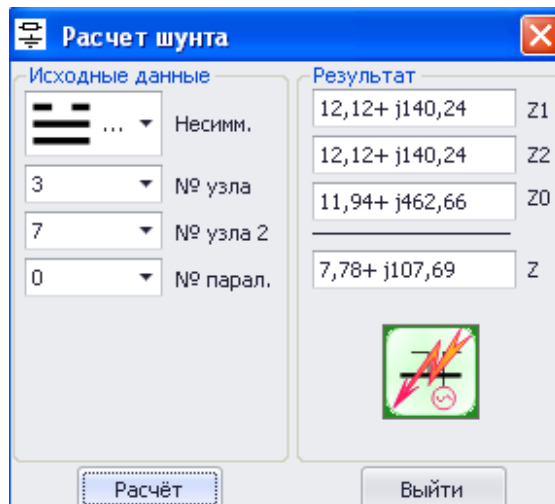 Расчет шунта
Исходные данные
... Несимм.
3 № узла
7 № узла 2
0 № парал.
Результат
12,12+ j140,24 Z1
12,12+ j140,24 Z2
11,94+ j462,66 Z0
7,78+ j107,69 Z
Расчёт
Выйти